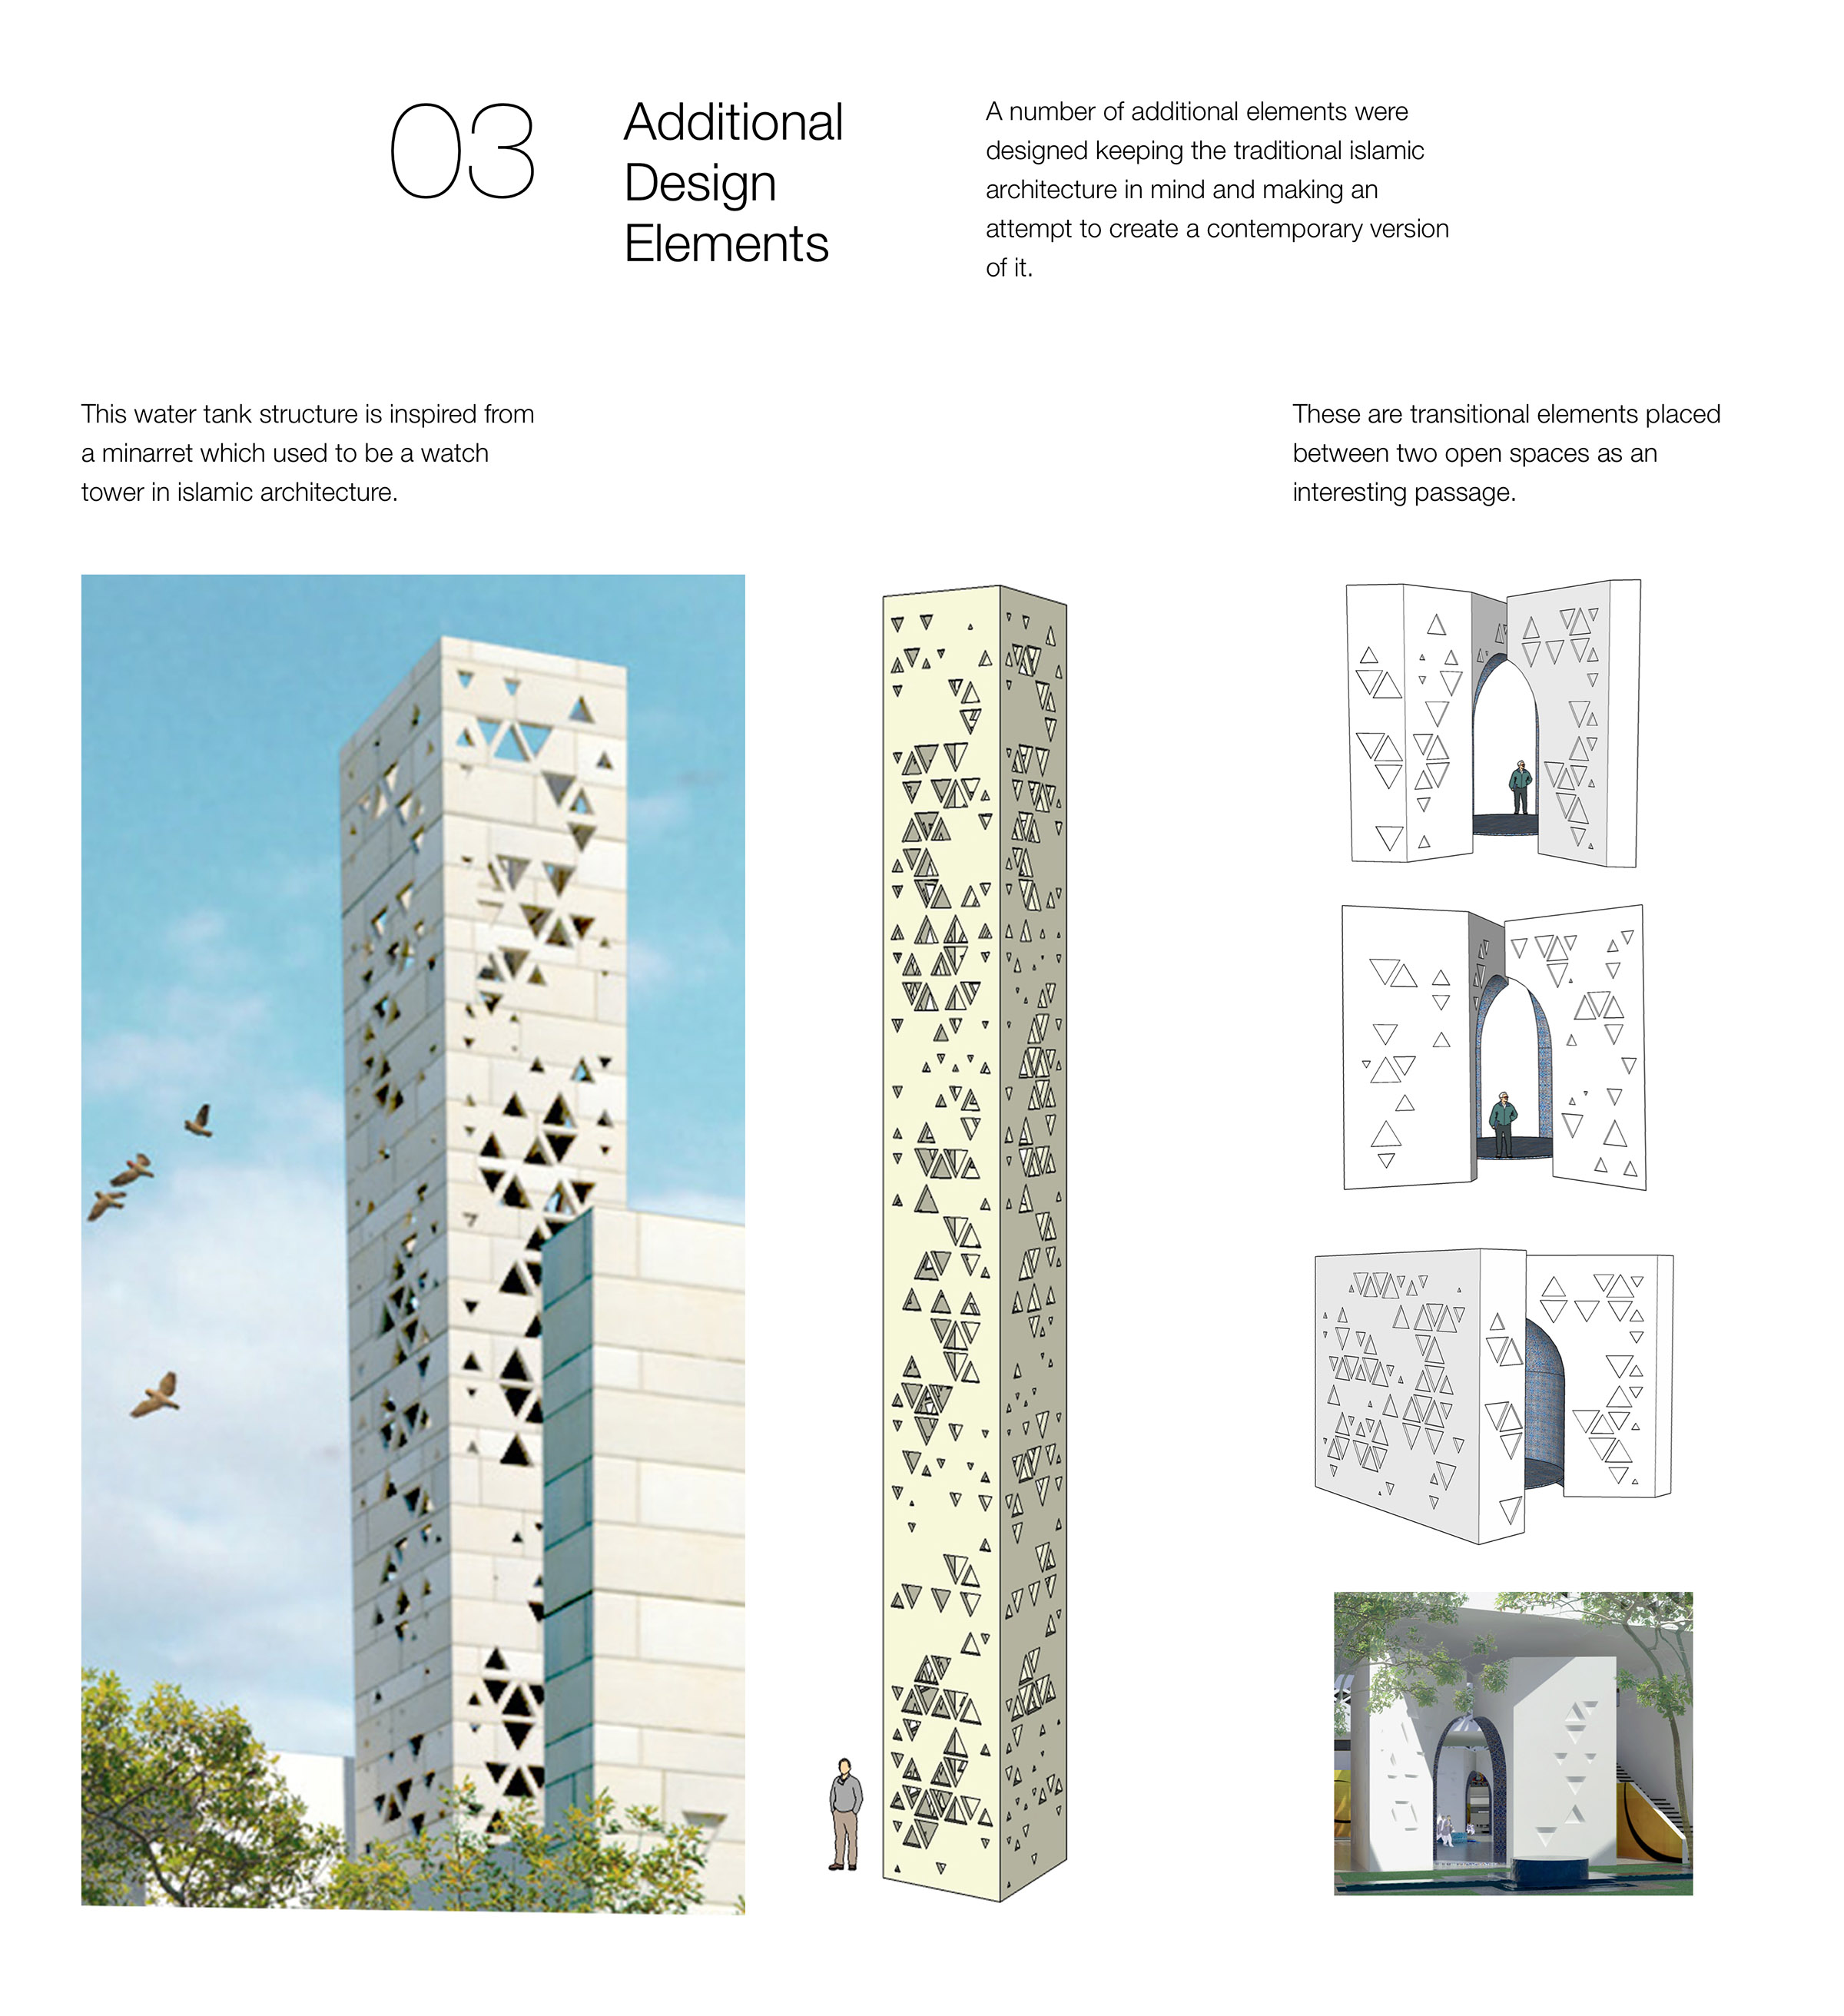 03
Additional
Design
Elements
A number of additional elements were
designed keeping the traditional islamic
architecture in mind and making an
attempt to create a contemporary version
of it.
This water tank structure is inspired from
a minarret which used to be a watch
tower in islamic architecture.
These are transitional elements placed
between two open spaces as an
interesting passage.